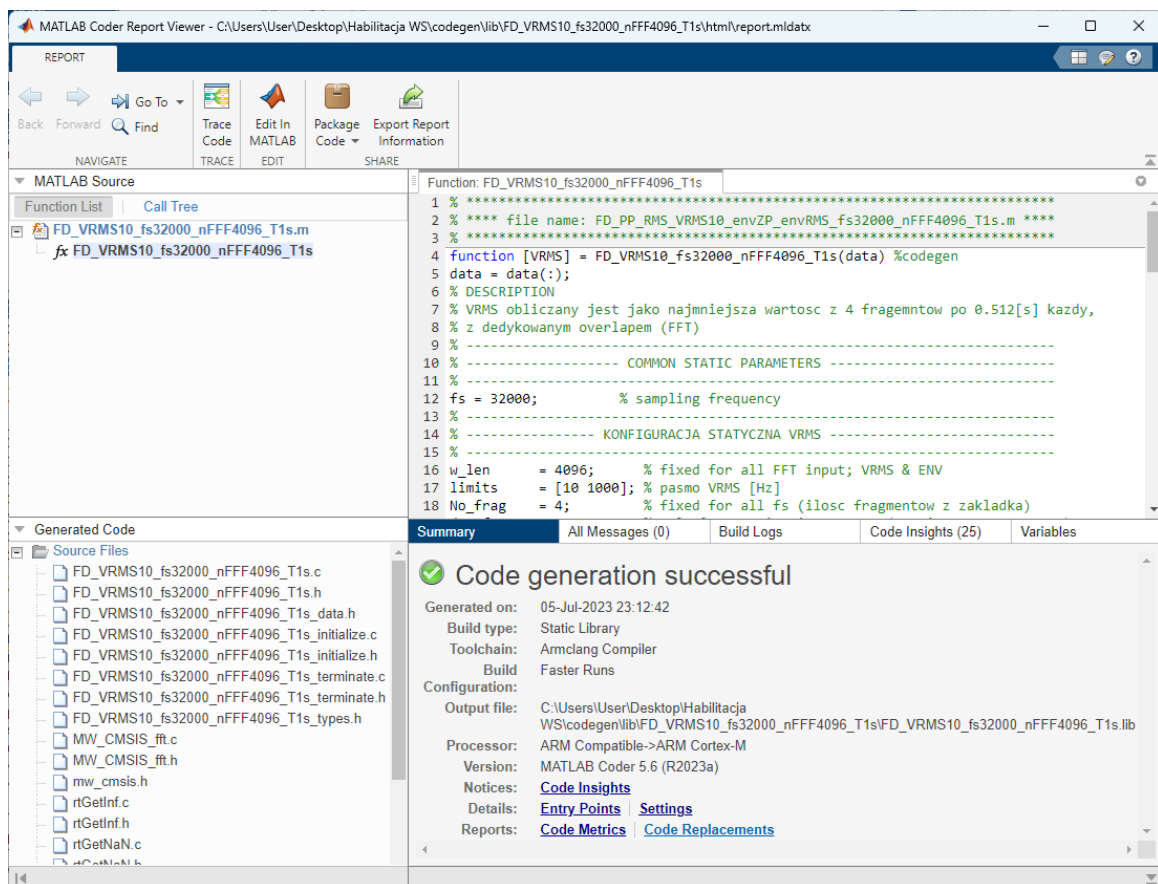 MATLAB Coder Report Viewer - C:\Users\User\Desktop\Habilitacja WS\codegen\lib\FD_VRMS10_fs32000_nFFF4096_T1s\html\report.mldatx
REPORT
Back
Forward
Go To
Find
Trace Code
Edit In MATLAB
Package Code
Export Report Information
NAVIGATE
TRACE
EDIT
SHARE
MATLAB Source
Function List
Call Tree
FD_VRMS10_fs32000_nFFF4096_T1s.m
fx FD_VRMS10_fs32000_nFFF4096_T1s
Function: FD_VRMS10_fs32000_nFFF4096_T1s
1 % **********************************************************************
2 % **** file name: FD_PP_RMS_VRMS10_envZP_envRMS_fs32000_nFFF4096_T1s.m ****
3 % **********************************************************************
4 function [VRMS] = FD_VRMS10_fs32000_nFFF4096_T1s(data) %codegen
5 data = data(:);
6 % DESCRIPTION
7 % VRMS obliczany jest jako najmniejsza wartosc z 4 fragemntow po 0.512[s] kazdy,
8 % z dedykowanym overlapem (FFT)
9 % ----------------------------------------------------------------------
10 % ------------------ COMMON STATIC PARAMETERS ---------------------------
11 % ----------------------------------------------------------------------
12 fs = 32000; % sampling frequency
13 % ----------------------------------------------------------------------
14 % --------------- KONFIGURACJA STATYCZNA VRMS ---------------------------
15 % ----------------------------------------------------------------------
16 w_len = 4096; % fixed for all FFT input; VRMS & ENV
17 limits = [10 1000]; % pasmo VRMS [Hz]
18 No_frag = 4; % fixed for all fs (ilosc fragmentow z zakladka)
Generated Code
Source Files
FD_VRMS10_fs32000_nFFF4096_T1s.c
FD_VRMS10_fs32000_nFFF4096_T1s.h
FD_VRMS10_fs32000_nFFF4096_T1s_data.h
FD_VRMS10_fs32000_nFFF4096_T1s_initialize.c
FD_VRMS10_fs32000_nFFF4096_T1s_initialize.h
FD_VRMS10_fs32000_nFFF4096_T1s_terminate.c
FD_VRMS10_fs32000_nFFF4096_T1s_terminate.h
FD_VRMS10_fs32000_nFFF4096_T1s_types.h
MW_CMSIS_fft.c
MW_CMSIS_fft.h
mw_cmsis.h
rtGetInf.c
rtGetInf.h
rtGetNaN.c
rtGetNaN.h
Summary
All Messages (0)
Build Logs
Code Insights (25)
Variables
Code generation successful
Generated on: 05-Jul-2023 23:12:42
Build type: Static Library
Toolchain: Armclang Compiler
Build Configuration: Faster Runs
Output file: C:\Users\User\Desktop\Habilitacja
WS\codegen\lib\FD_VRMS10_fs32000_nFFF4096_T1s\FD_VRMS10_fs32000_nFFF4096_T1s.lib
Processor: ARM Compatible->ARM Cortex-M
Version: MATLAB Coder 5.6 (R2023a)
Notices: Code Insights
Details: Entry Points Settings
Reports: Code Metrics Code Replacements